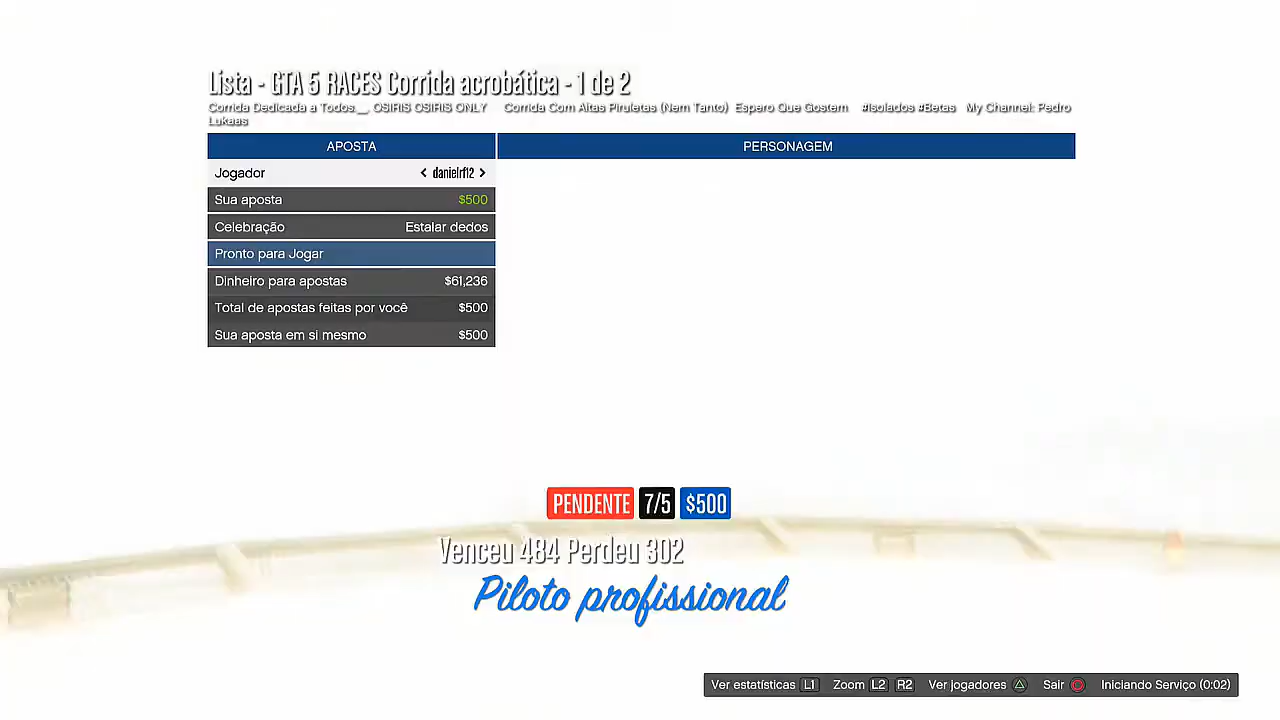 Lista - GTA 5 RACES Corrida acrobática - 1 de 2
Corrida Dedicada a Todos.__. OSIRIS OSIRIS ONLY Corrida Com Altas Piruletas (Nem Tanto) Espero Que Gostem #Isolados #Betas My Channel: Pedro
Lukaas
APOSTA PERSONAGEM
Jogador < danielrf12 >
Sua aposta $500
Celebração Estalar dedos
Pronto para Jogar
Dinheiro para apostas $61,236
Total de apostas feitas por você $500
Sua aposta em si mesmo $500
PENDENTE 7/5 $500
Venceu 484 Perdeu 302
Piloto profissional
Ver estatísticas L1 Zoom L2 R2 Ver jogadores Sair Iniciando Serviço (0:02)